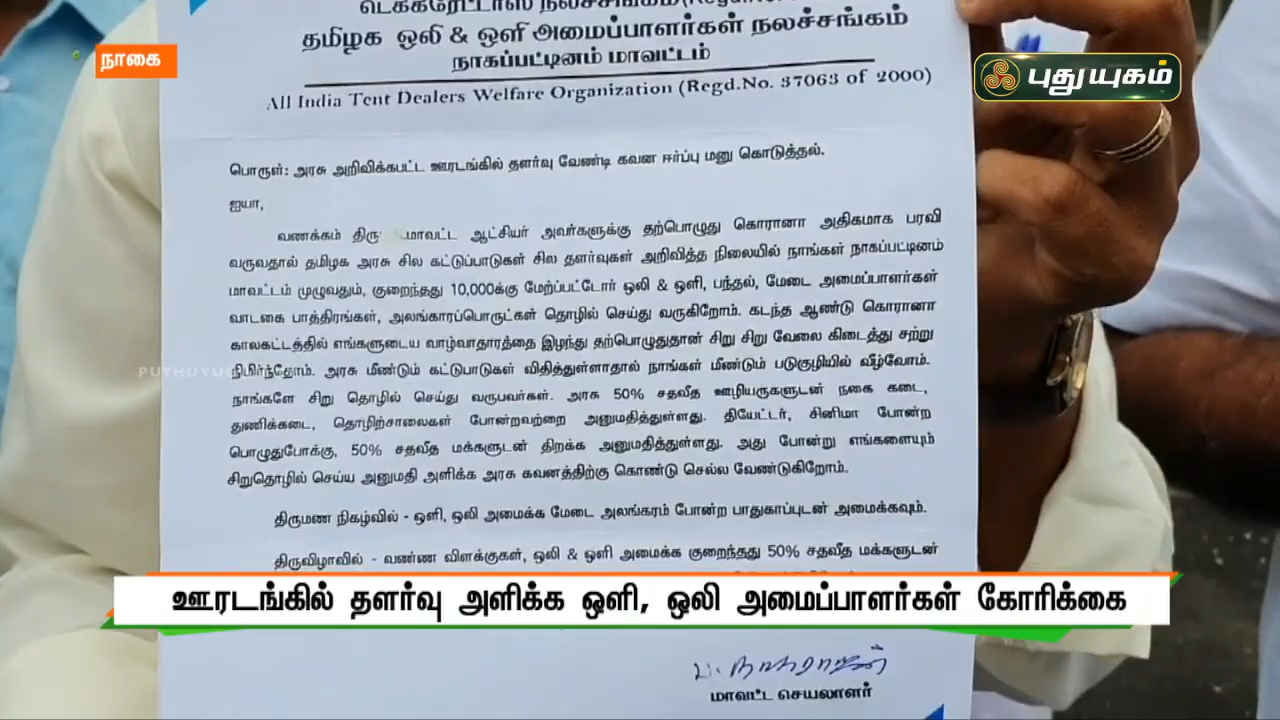 டெக்கரேட்டர்ஸ் நலச்சங்கம்
தமிழக ஒலி & ஒளி அமைப்பாளர்கள் நலச்சங்கம்
நாகப்பட்டினம் மாவட்டம்
All India Tent Dealers Welfare Organization (Regd.No. 37063 of 2000)
நாகை
புதுயுகம்
பொருள்: அரசு அறிவிக்கபட்ட ஊரடங்கில் தளர்வு வேண்டி கவன ஈர்ப்பு மனு கொடுத்தல்.
ஐயா,
வணக்கம் திரு மாவட்ட ஆட்சியர் அவர்களுக்கு தற்பொழுது கொரானா அதிகமாக பரவி
வருவதால் தமிழக அரசு சில கட்டுப்பாடுகள் சில தளர்வுகள் அறிவித்த நிலையில் நாங்கள் நாகப்பட்டினம்
மாவட்டம் முழுவதும், குறைந்தது 10,000க்கு மேற்ப்பட்டோர் ஒலி & ஒளி, பந்தல், மேடை அமைப்பாளர்கள்
வாடகை பாத்திரங்கள், அலங்காரப்பொருட்கள் தொழில் செய்து வருகிறோம். கடந்த ஆண்டு கொரானா
காலகட்டத்தில் எங்களுடைய வாழ்வாதாரத்தை இழந்து தற்பொழுதுதான் சிறு சிறு வேலை கிடைத்து சற்று
நிமிர்ந்தோம். அரசு மீண்டும் கட்டுபாடுகள் விதித்துள்ளாதால் நாங்கள் மீண்டும் படுகுழியில் வீழ்வோம்.
நாங்களே சிறு தொழில் செய்து வருபவர்கள். அரசு 50% சதவீத ஊழியருகளுடன் நகை கடை,
துணிக்கடை, தொழிற்சாலைகள் போன்றவற்றை அனுமதித்துள்ளது. தியேட்டர், சினிமா போன்ற
பொழுதுபோக்கு, 50% சதவீத மக்களுடன் திறக்க அனுமதித்துள்ளது. அது போன்று எங்களையும்
சிறுதொழில் செய்ய அனுமதி அளிக்க அரசு கவனத்திற்கு கொண்டு செல்ல வேண்டுகிறோம்.
திருமண நிகழ்வில் - ஒளி, ஒலி அமைக்க மேடை அலங்கரம் போன்ற பாதுகாப்புடன் அமைக்கவும்.
திருவிழாவில் - வண்ண விளக்குகள், ஒலி & ஒளி அமைக்க குறைந்தது 50% சதவீத மக்களுடன்
ஊரடங்கில் தளர்வு அளிக்க ஒளி, ஒலி அமைப்பாளர்கள் கோரிக்கை
மாவட்ட செயலாளர்